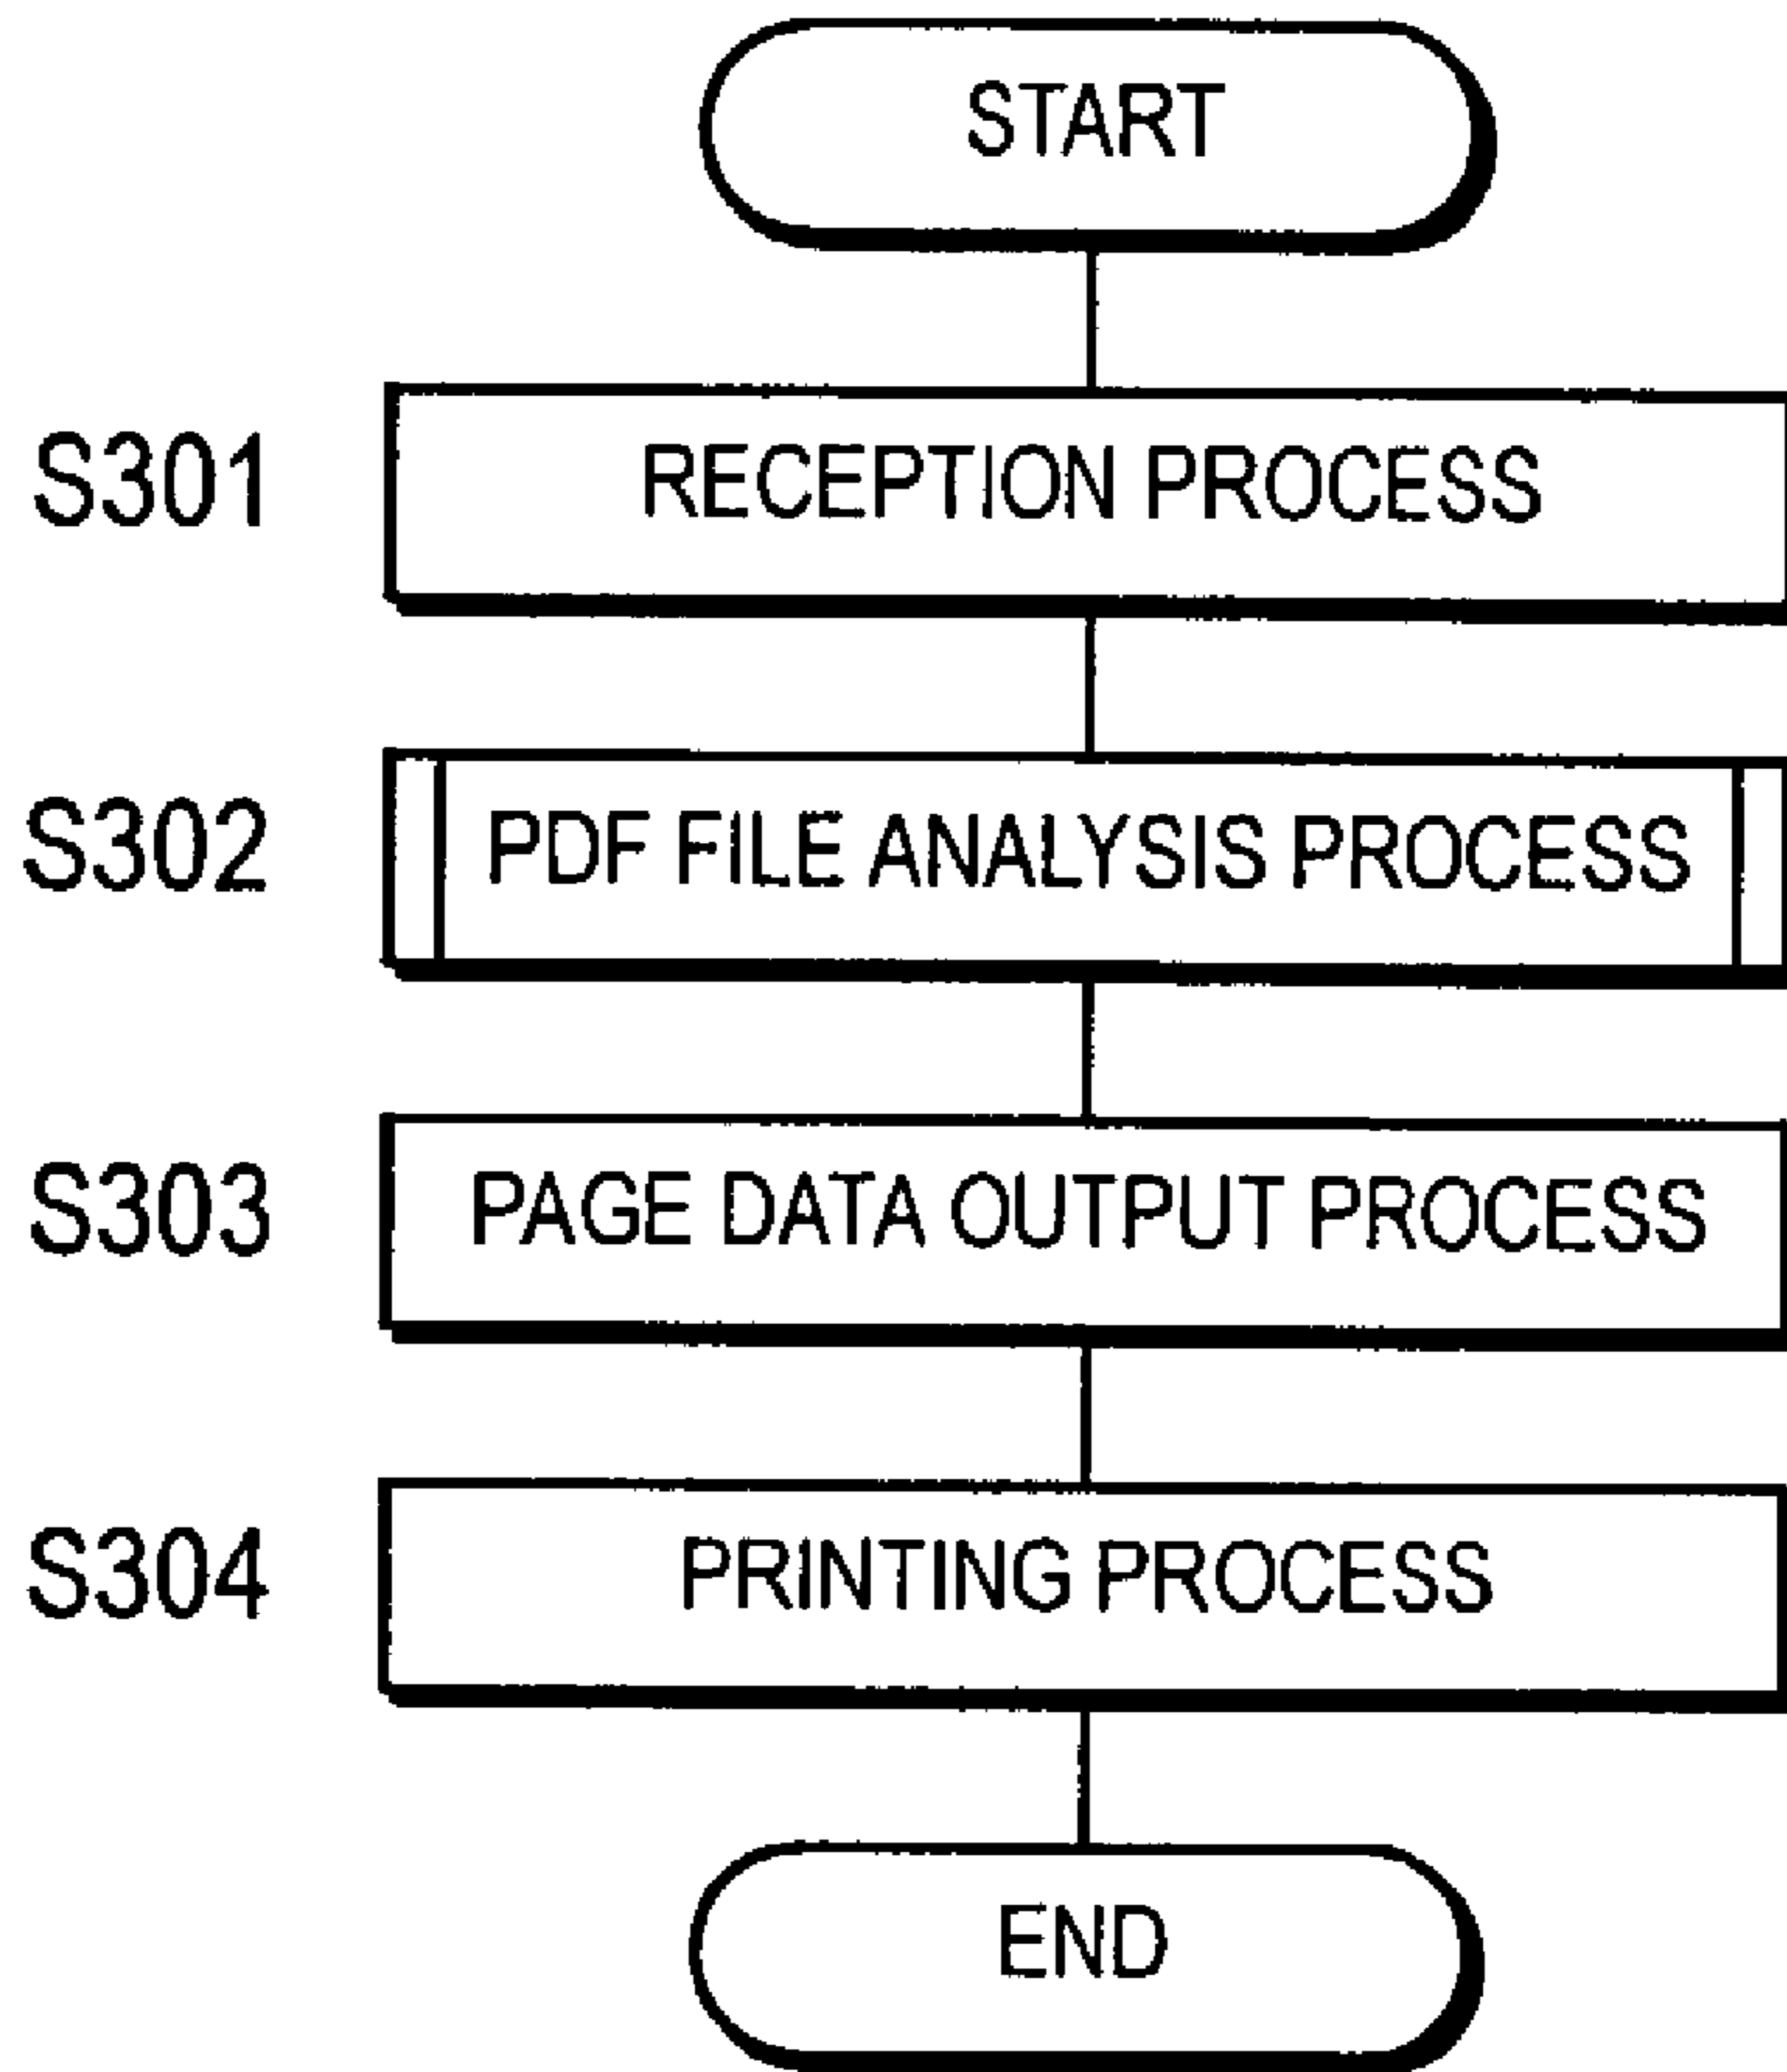 START
S301
RECEPTION PROCESS
S302
PDF FILE ANALYSIS PROCESS
S303
PAGE DATA OUTPUT PROCESS
S304
PRINTING PROCESS
END